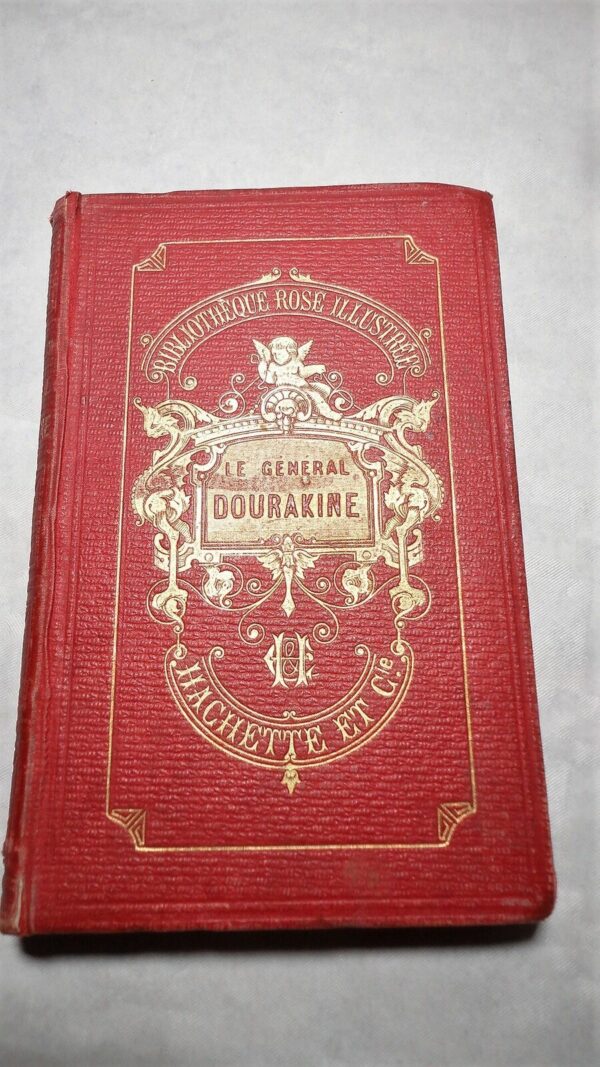 BIBLIOTHÈQUE ROSE ILLUSTRÉE
LE GÉNÉRAL
DOURAKINE
H&C
HACHETTE ET Cie